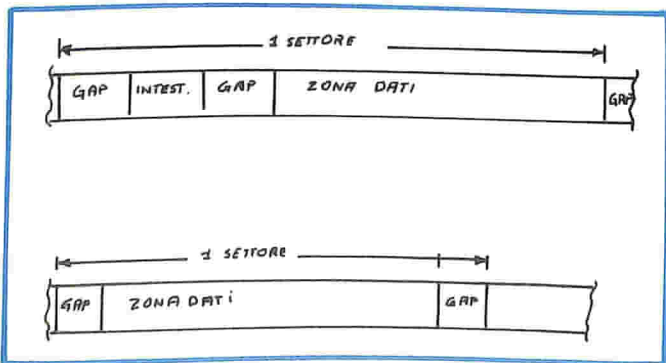 1 SETTORE
GAP INTEST. GAP ZONA DATI GAP
1 SETTORE
GAP ZONA DATi GAP